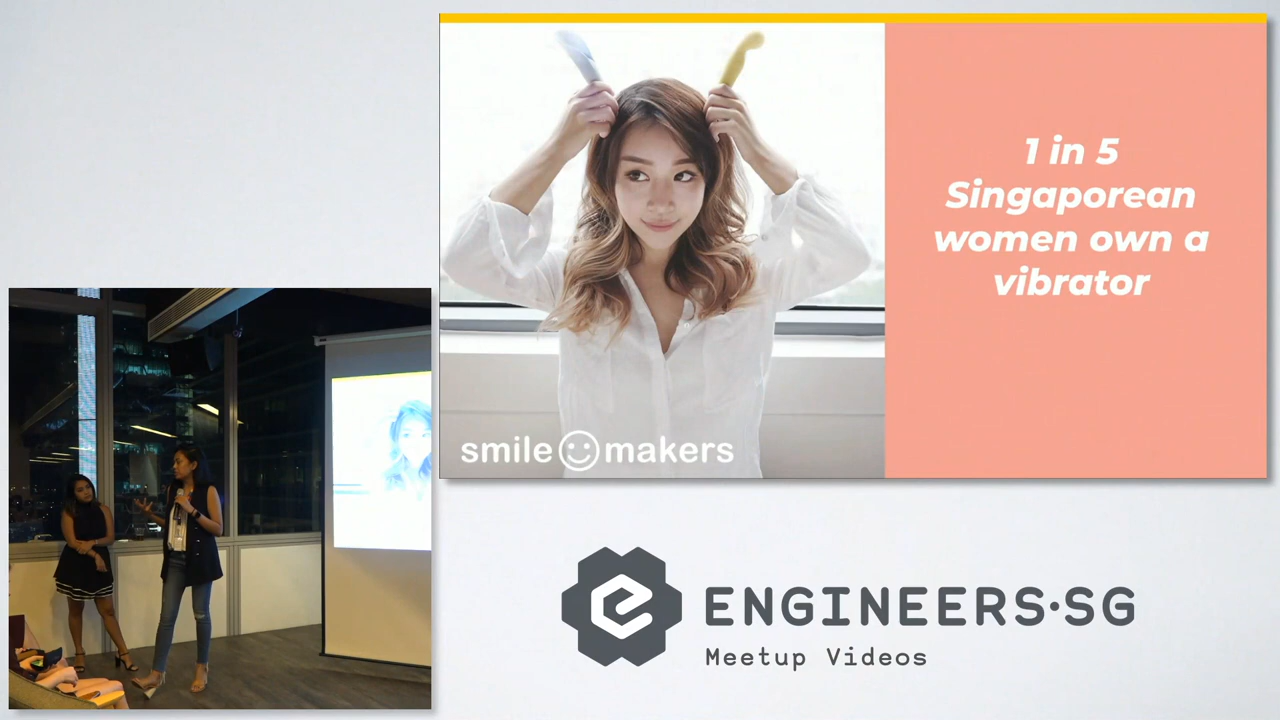 1 in 5
Singaporean
women own a
vibrator
smile makers
ENGINEERS·SG
Meetup Videos